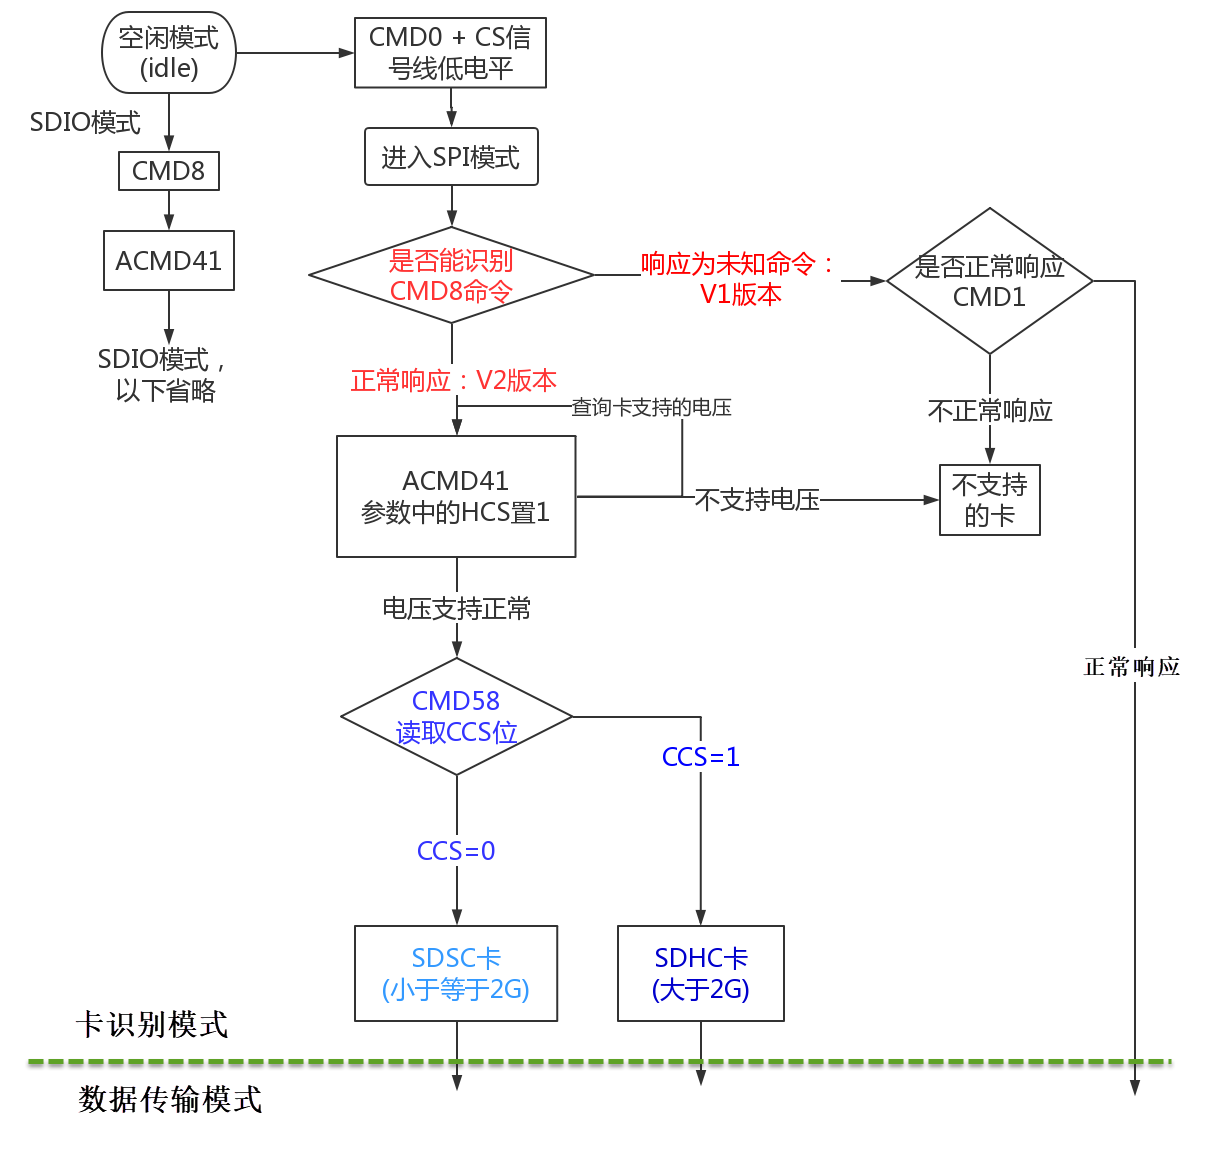 空闲模式
(idle)
CMD0 + CS信
号线低电平
SDIO模式
进入SPI模式
CMD8
ACMD41
SDIO模式，
以下省略
是否能识别
CMD8命令
响应为未知命令：
V1版本
是否正常响应
CMD1
正常响应：V2版本
查询卡支持的电压
不正常响应
ACMD41
参数中的HCS置1
不支持电压
不支持
的卡
电压支持正常
正常响应
CMD58
读取CCS位
CCS=1
CCS=0
SDSC卡
(小于等于2G)
SDHC卡
(大于2G)
卡识别模式
数据传输模式